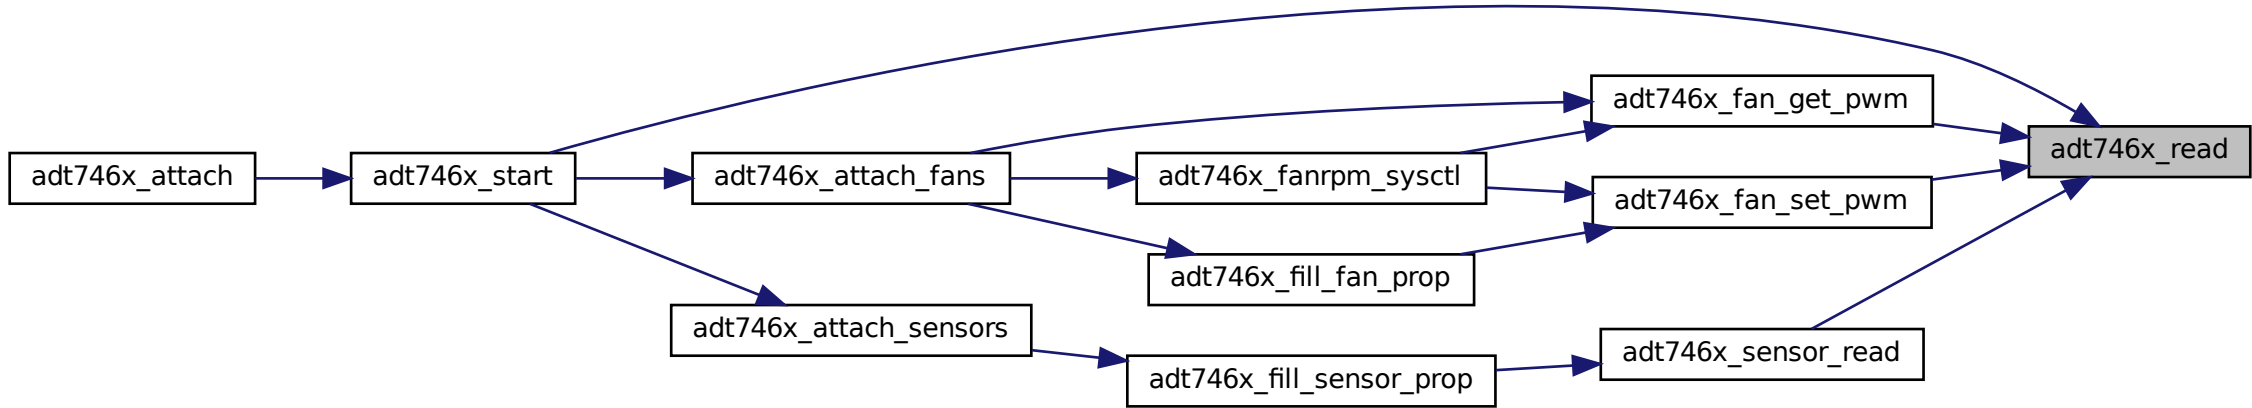 adt746x_attach
adt746x_start
adt746x_attach_fans
adt746x_attach_sensors
adt746x_fanrpm_sysctl
adt746x_fill_fan_prop
adt746x_fill_sensor_prop
adt746x_fan_get_pwm
adt746x_fan_set_pwm
adt746x_sensor_read
adt746x_read